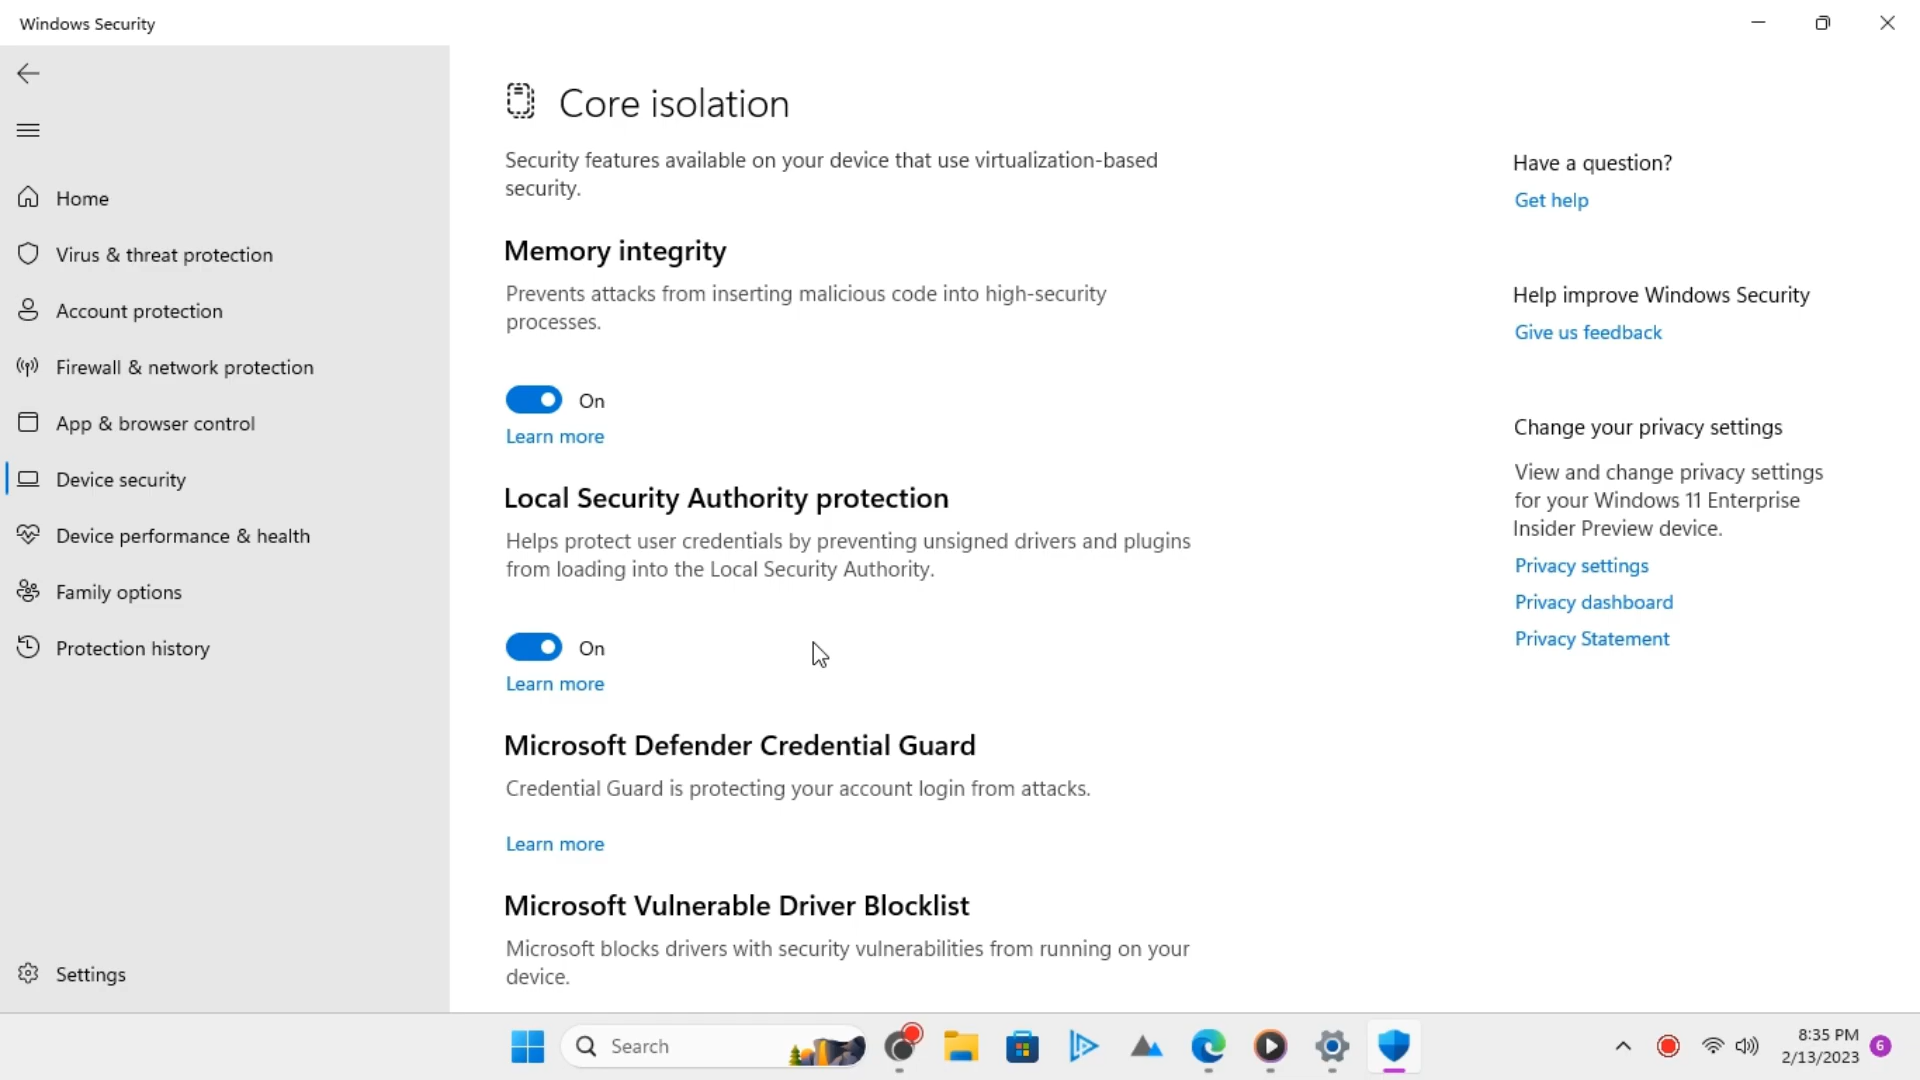 Windows Security
Home
Virus & threat protection
Account protection
Firewall & network protection
App & browser control
Device security
Device performance & health
Family options
Protection history
Settings
Core isolation
Security features available on your device that use virtualization-based
security.
Memory integrity
Prevents attacks from inserting malicious code into high-security
processes.
On
Learn more
Local Security Authority protection
Helps protect user credentials by preventing unsigned drivers and plugins
from loading into the Local Security Authority.
On
Learn more
Microsoft Defender Credential Guard
Credential Guard is protecting your account login from attacks.
Learn more
Microsoft Vulnerable Driver Blocklist
Microsoft blocks drivers with security vulnerabilities from running on your
device.
Have a question?
Get help
Help improve Windows Security
Give us feedback
Change your privacy settings
View and change privacy settings
for your Windows 11 Enterprise
Insider Preview device.
Privacy settings
Privacy dashboard
Privacy Statement
Search
8:35 PM
2/13/2023
6